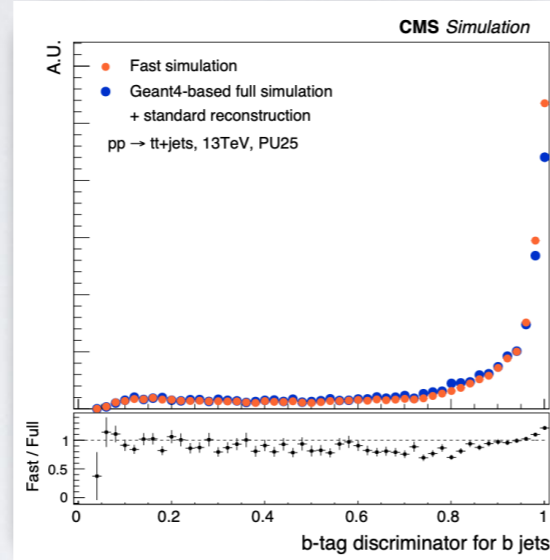 CMS Simulation
A.U.
Fast simulation
Geant4-based full simulation
+ standard reconstruction
pp → tt+jets, 13TeV, PU25
Fast / Full
1
0.5
0
0 0.2 0.4 0.6 0.8 1
b-tag discriminator for b jets